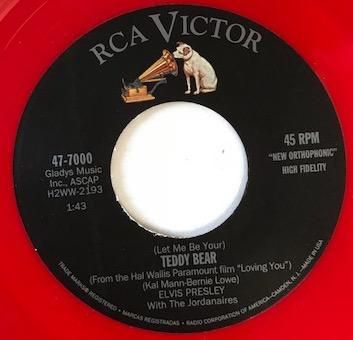 RCA VICTOR
47-7000
Gladys Music
Inc., ASCAP
H2WW-2193
1:43
45 RPM
"NEW ORTHOPHONIC"
HIGH FIDELITY
(Let Me Be Your)
TEDDY BEAR
(From the Hal Wallis Paramount film "Loving You")
(Kal Mann-Bernie Lowe)
ELVIS PRESLEY
With The Jordanaires
TRADE MARKS® REGISTERED • MARCAS REGISTRADAS • RADIO CORPORATION OF AMERICA—CAMDEN, N.J. • MADE IN U.S.A.